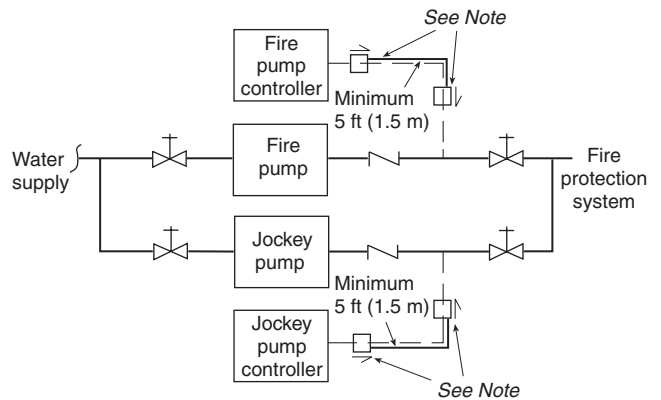 See Note
Fire
pump
controller
Minimum
5 ft (1.5 m)
Water
supply
Fire
pump
Fire
protection
system
Jockey
pump
Minimum
5 ft (1.5 m)
Jockey
pump
controller
See Note